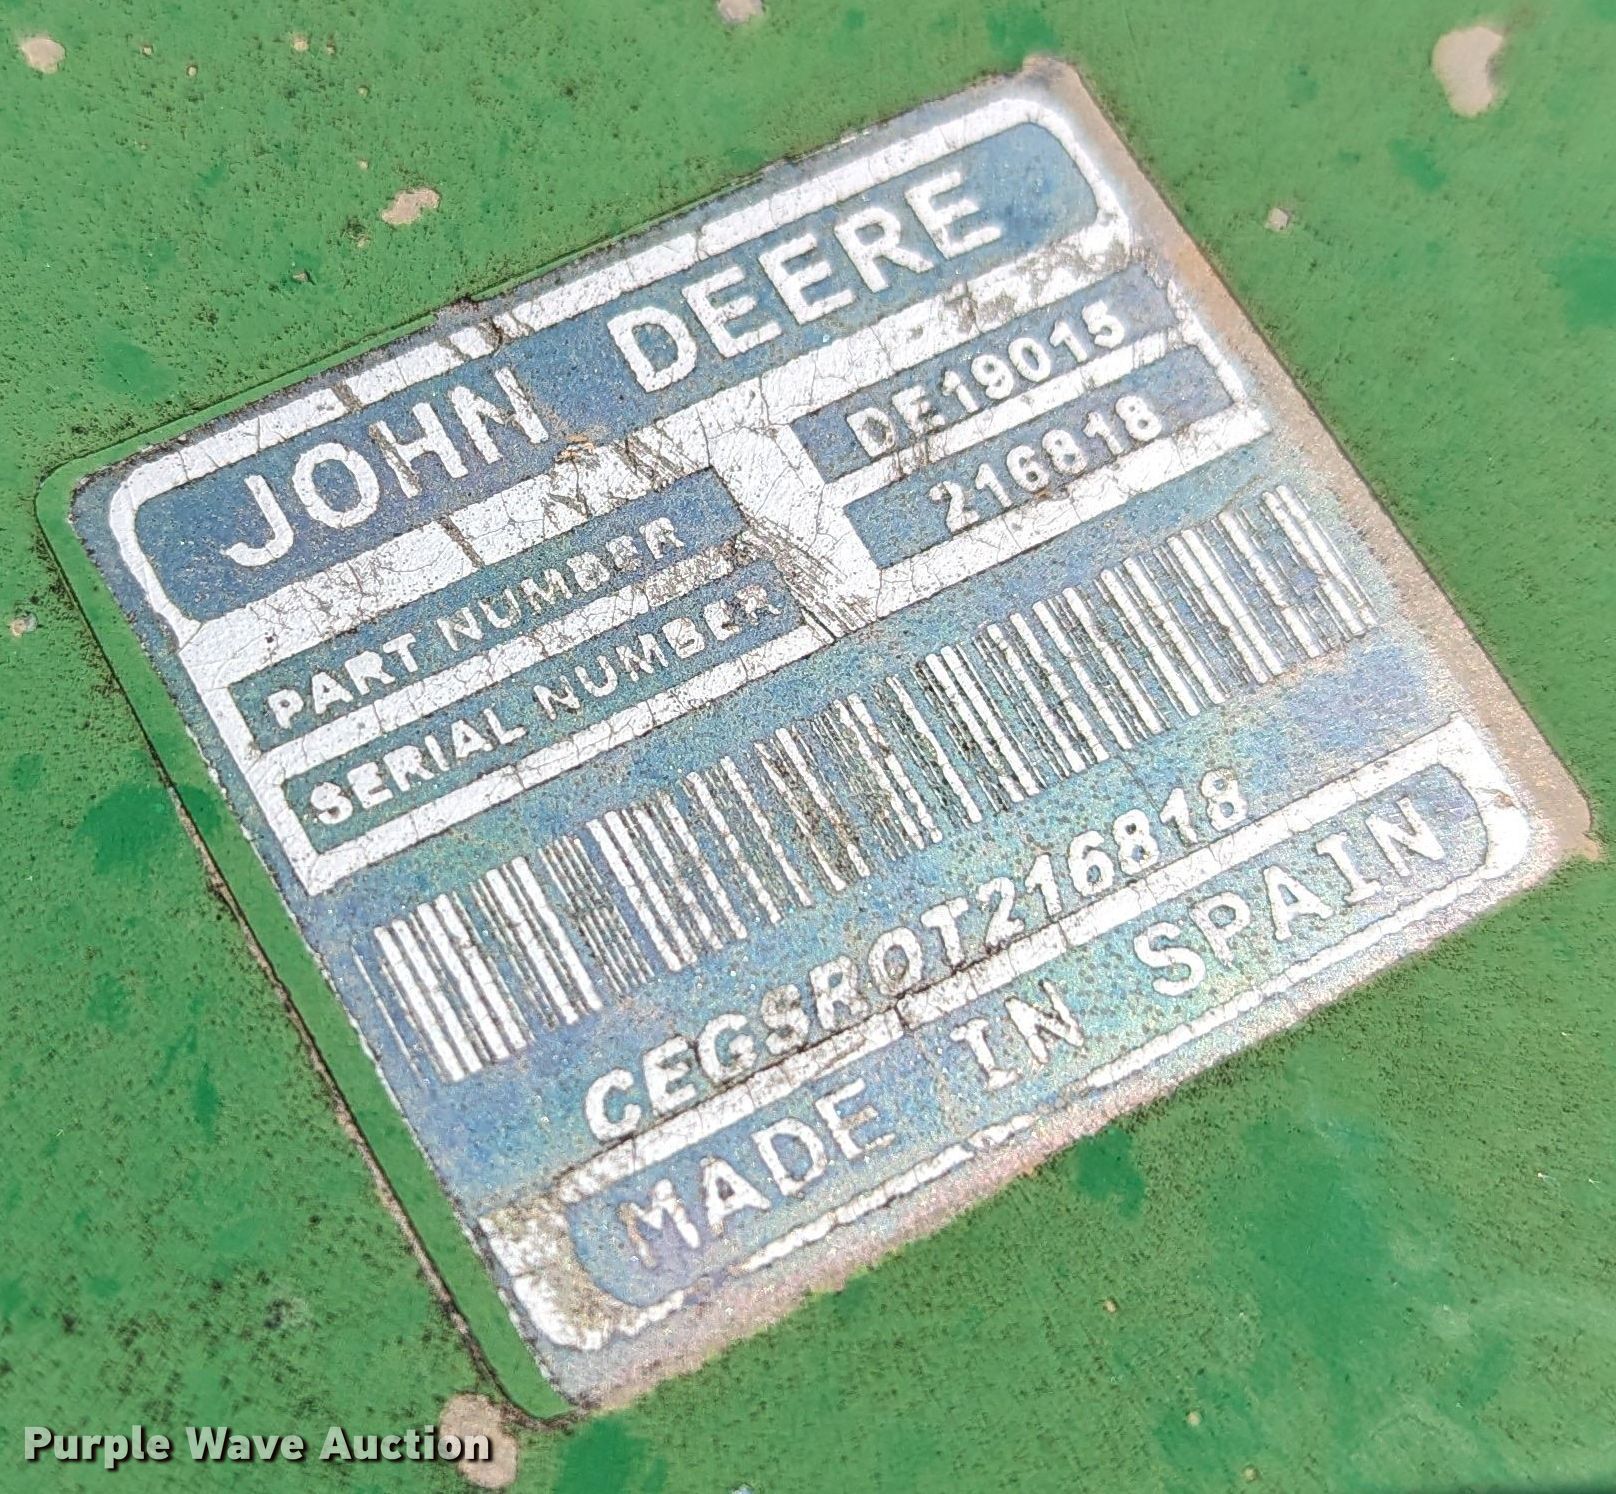 JOHN DEERE
PART NUMBER DE19015
SERIAL NUMBER 216818
CEGSROT216818
MADE IN SPAIN
Purple Wave Auction